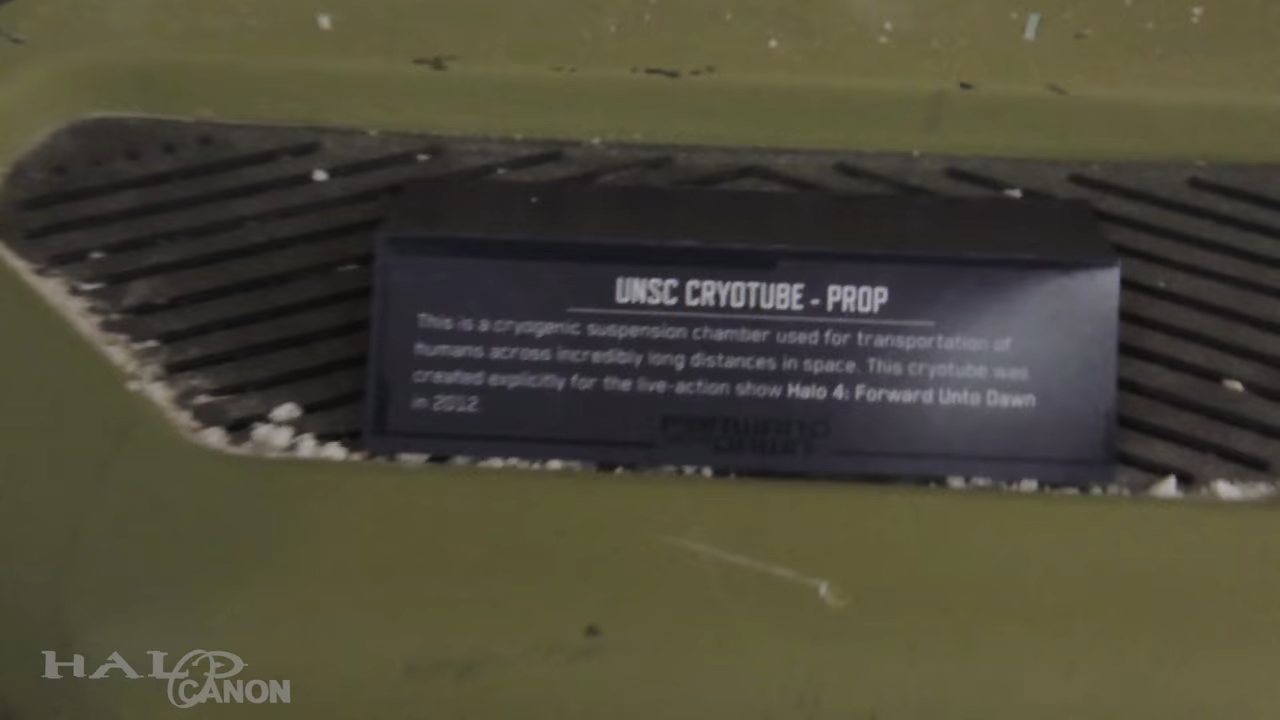 UNSC CRYOTUBE - PROP
This is a cryogenic suspension chamber used for transportation of
humans across incredibly long distances in space. This cryotube was
created explicitly for the live-action show Halo 4: Forward Unto Dawn
in 2012.
FORWARD
DAWN
HALO
CANON